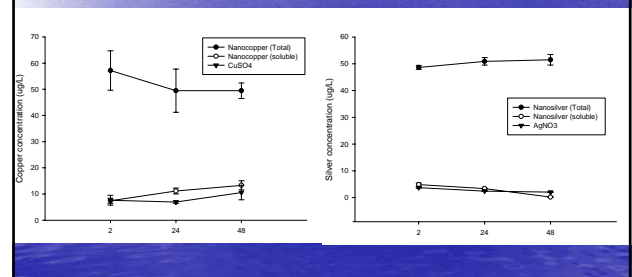 Copper concentration (ug/L)
70
60
50
40
30
20
10
0
2 24 48
Nanocopper (Total)
Nanocopper (soluble)
CuSO4
Silver concentration (ug/L)
60
50
40
30
20
10
0
2 24 48
Nanosilver (Total)
Nanosilver (soluble)
AgNO3